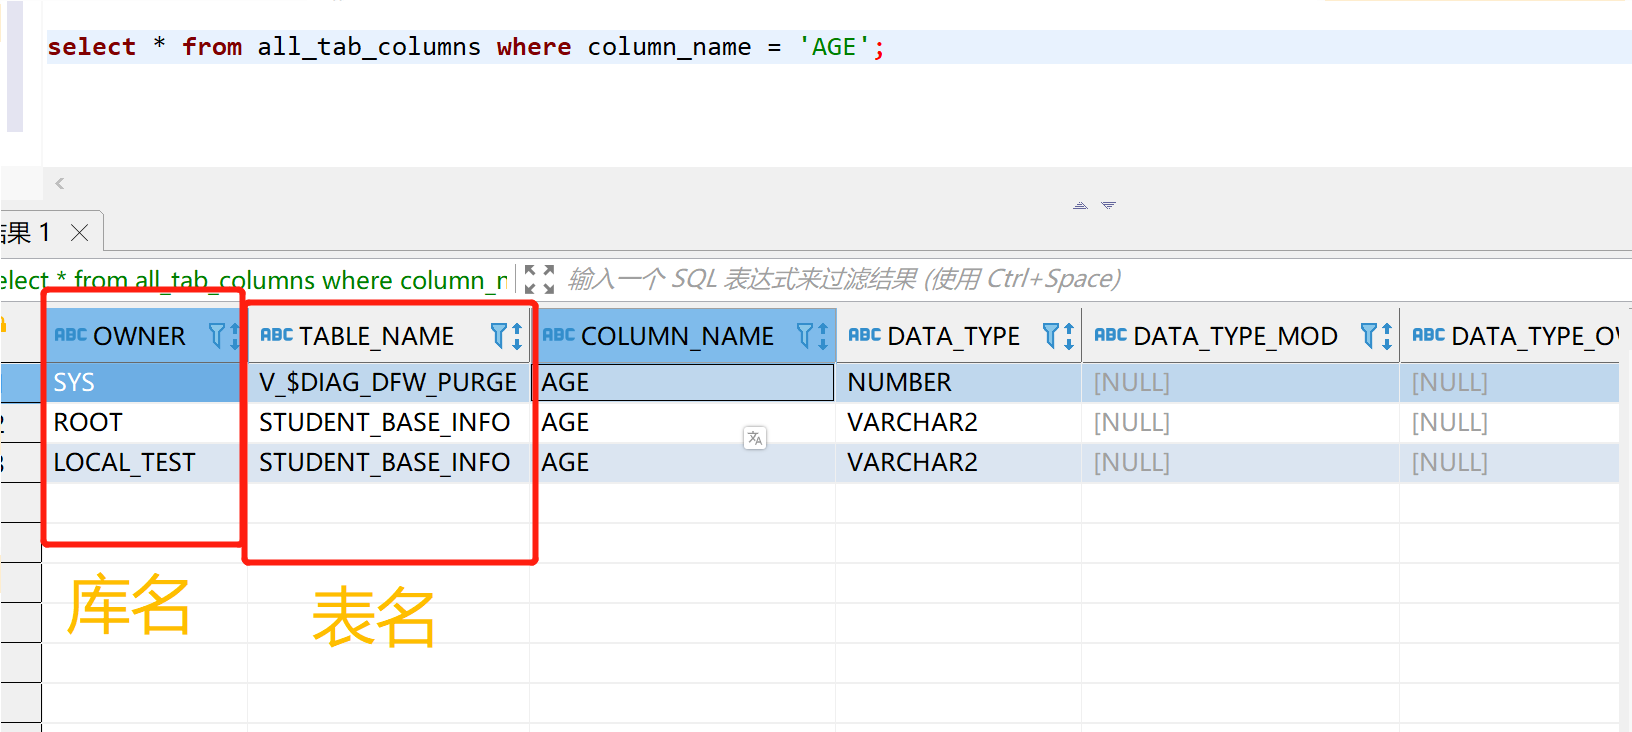 select * from all_tab_columns where column_name = 'AGE';
果 1
elect * from all_tab_columns where column_n
输入一个 SQL 表达式来过滤结果 (使用 Ctrl+Space)
ABC OWNER ABC TABLE_NAME ABC COLUMN_NAME ABC DATA_TYPE ABC DATA_TYPE_MOD ABC DATA_TYPE_OW
SYS V_$DIAG_DFW_PURGE AGE NUMBER [NULL] [NULL]
2 ROOT STUDENT_BASE_INFO AGE VARCHAR2 [NULL] [NULL]
3 LOCAL_TEST STUDENT_BASE_INFO AGE VARCHAR2 [NULL] [NULL]
库名
表名